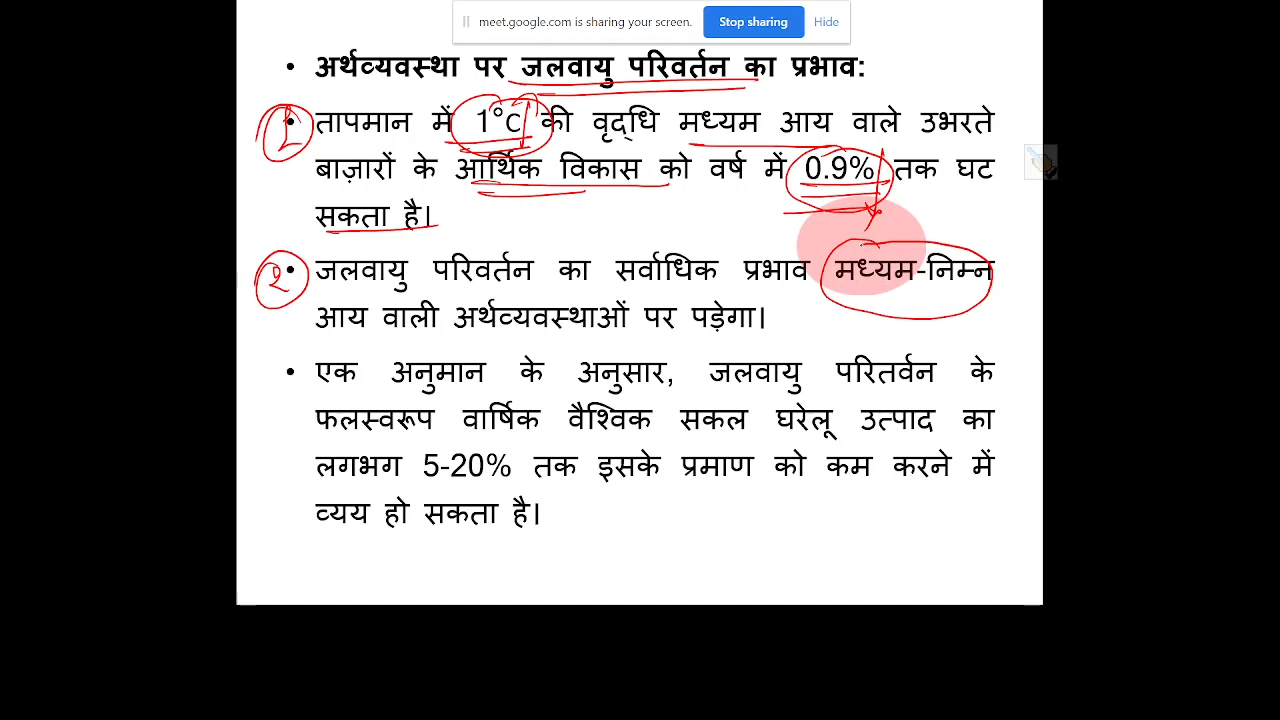 meet.google.com is sharing your screen. Stop sharing Hide
• अर्थव्यवस्था पर जलवायु परिवर्तन का प्रभाव:
1 • तापमान में 1°C की वृद्धि मध्यम आय वाले उभरते
बाज़ारों के आर्थिक विकास को वर्ष में 0.9% तक घट
सकता है।
2 • जलवायु परिवर्तन का सर्वाधिक प्रभाव मध्यम-निम्न
आय वाली अर्थव्यवस्थाओं पर पड़ेगा।
• एक अनुमान के अनुसार, जलवायु परितर्वन के
फलस्वरूप वार्षिक वैश्विक सकल घरेलू उत्पाद का
लगभग 5-20% तक इसके प्रमाण को कम करने में
व्यय हो सकता है।